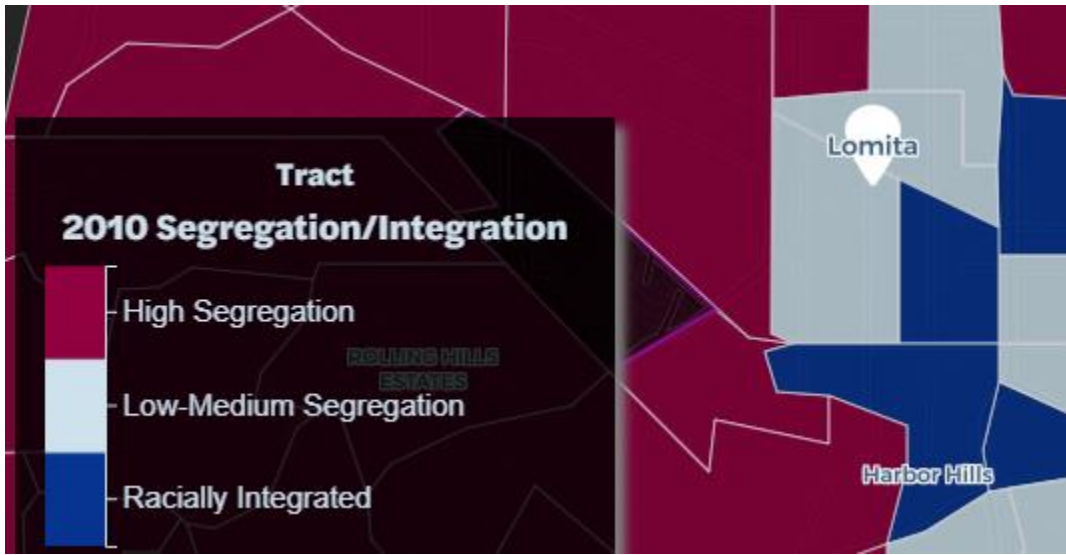 Lomita
Tract
2010 Segregation/Integration
High Segregation
ROLLING HILLS
ESTATES
Low-Medium Segregation
Harbor Hills
Racially Integrated